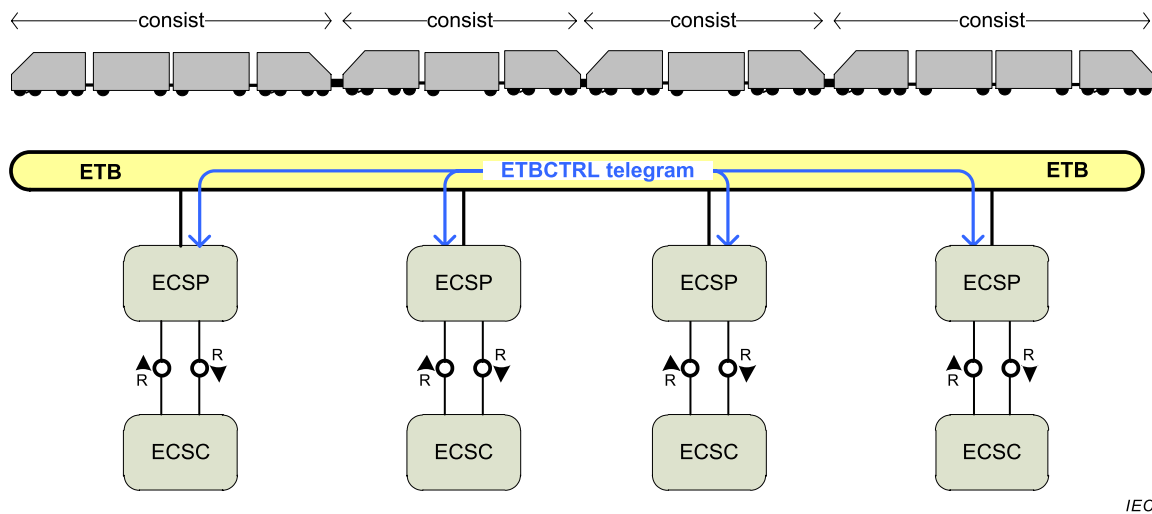 consist consist consist consist
ETB ETBCTRL telegram ETB
ECSP ECSP ECSP ECSP
R R R R R R R R
ECSC ECSC ECSC ECSC
IEC